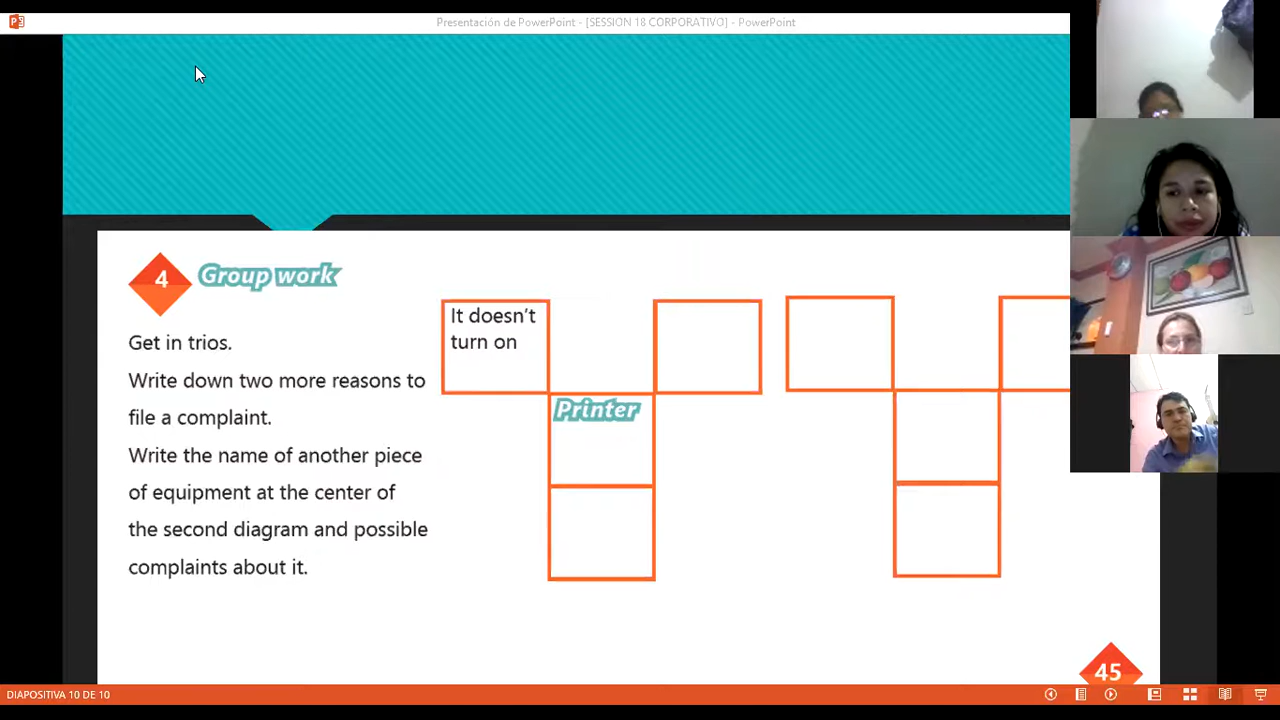 Presentación de PowerPoint - [SESSION 18 CORPORATIVO] - PowerPoint
4
Group work
Get in trios.
Write down two more reasons to
file a complaint.
Write the name of another piece
of equipment at the center of
the second diagram and possible
complaints about it.
It doesn't
turn on
Printer
45
DIAPOSITIVA 10 DE 10